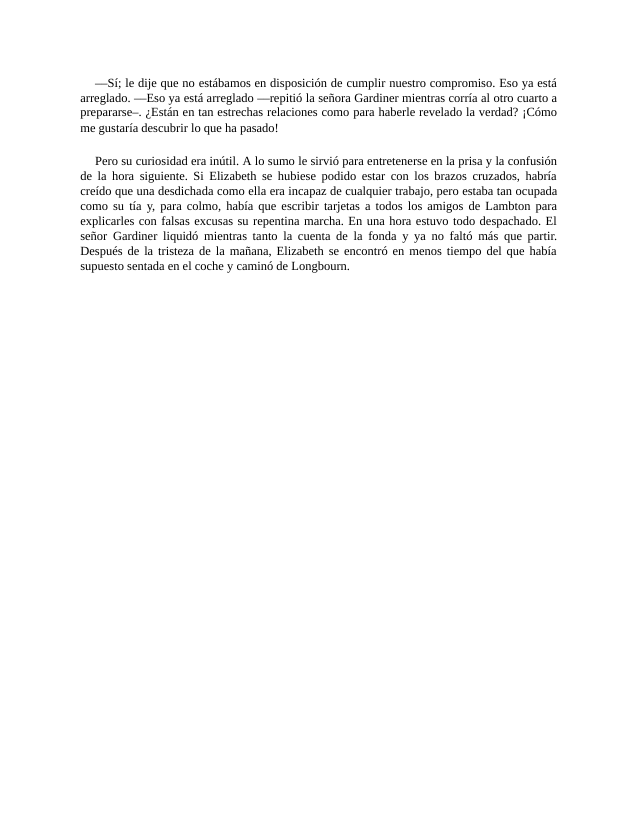 —Sí; le dije que no estábamos en disposición de cumplir nuestro compromiso. Eso ya está
arreglado. —Eso ya está arreglado —repitió la señora Gardiner mientras corría al otro cuarto a
prepararse–. ¿Están en tan estrechas relaciones como para haberle revelado la verdad? ¡Cómo
me gustaría descubrir lo que ha pasado!
Pero su curiosidad era inútil. A lo sumo le sirvió para entretenerse en la prisa y la confusión
de la hora siguiente. Si Elizabeth se hubiese podido estar con los brazos cruzados, habría
creído que una desdichada como ella era incapaz de cualquier trabajo, pero estaba tan ocupada
como su tía y, para colmo, había que escribir tarjetas a todos los amigos de Lambton para
explicarles con falsas excusas su repentina marcha. En una hora estuvo todo despachado. El
señor Gardiner liquidó mientras tanto la cuenta de la fonda y ya no faltó más que partir.
Después de la tristeza de la mañana, Elizabeth se encontró en menos tiempo del que había
supuesto sentada en el coche y caminó de Longbourn.